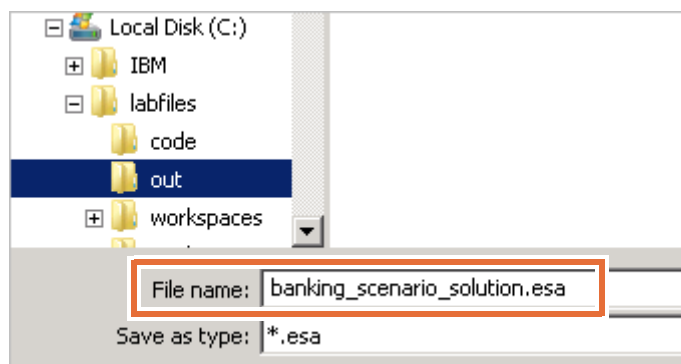 Local Disk (C:)
IBM
labfiles
code
out
workspaces
File name: banking_scenario_solution.esa
Save as type: *.esa